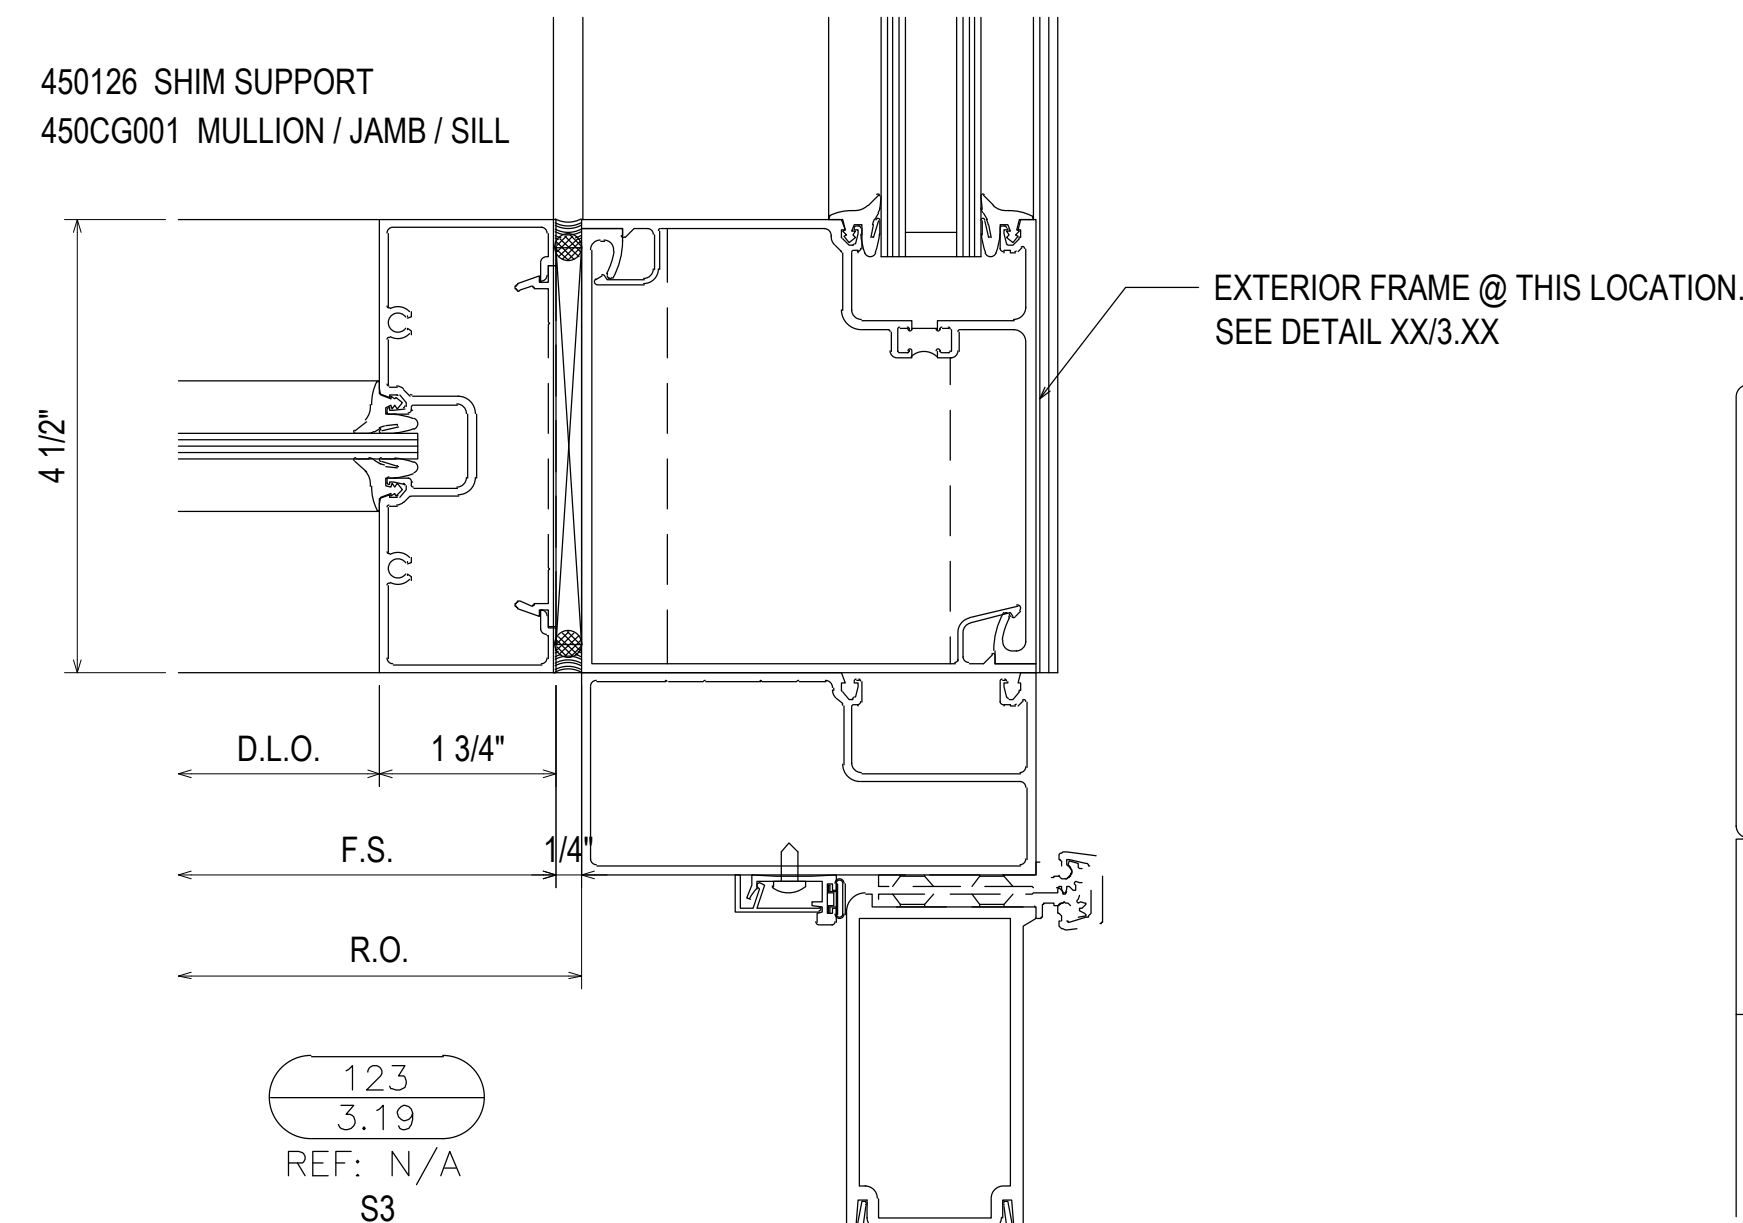 450126 SHIM SUPPORT
450CG001 MULLION / JAMB / SILL
EXTERIOR FRAME @ THIS LOCATION.
SEE DETAIL XX/3.XX
4 1/2"
D.L.O.
1 3/4"
F.S.
1/4"
R.O.
123
3.19
REF: N/A
S3